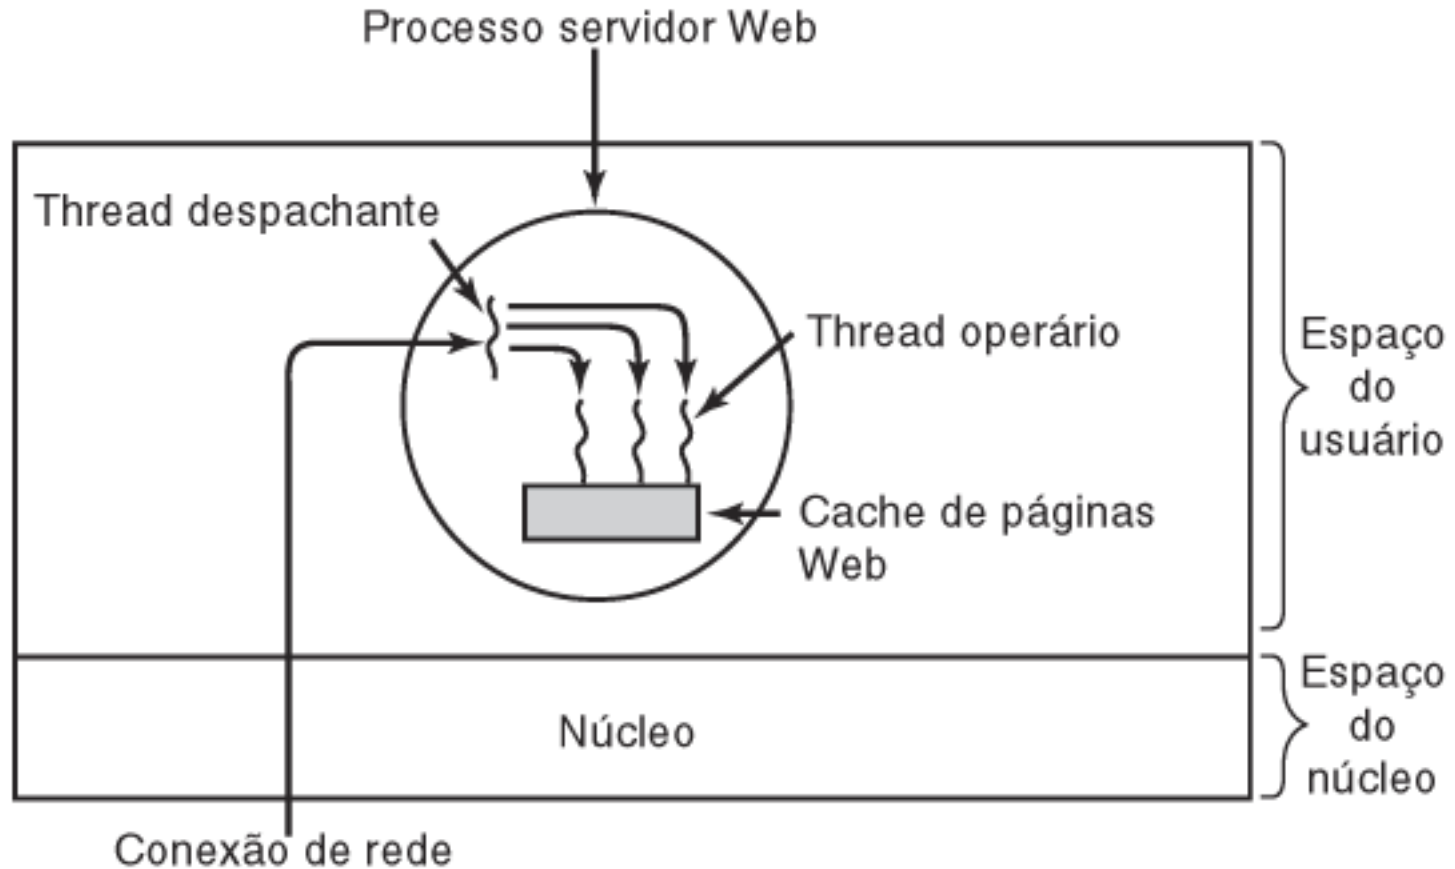 Processo servidor Web
Thread despachante
Thread operário
Espaço
do
usuário
Cache de páginas
Web
Espaço
do
núcleo
Núcleo
Conexão de rede